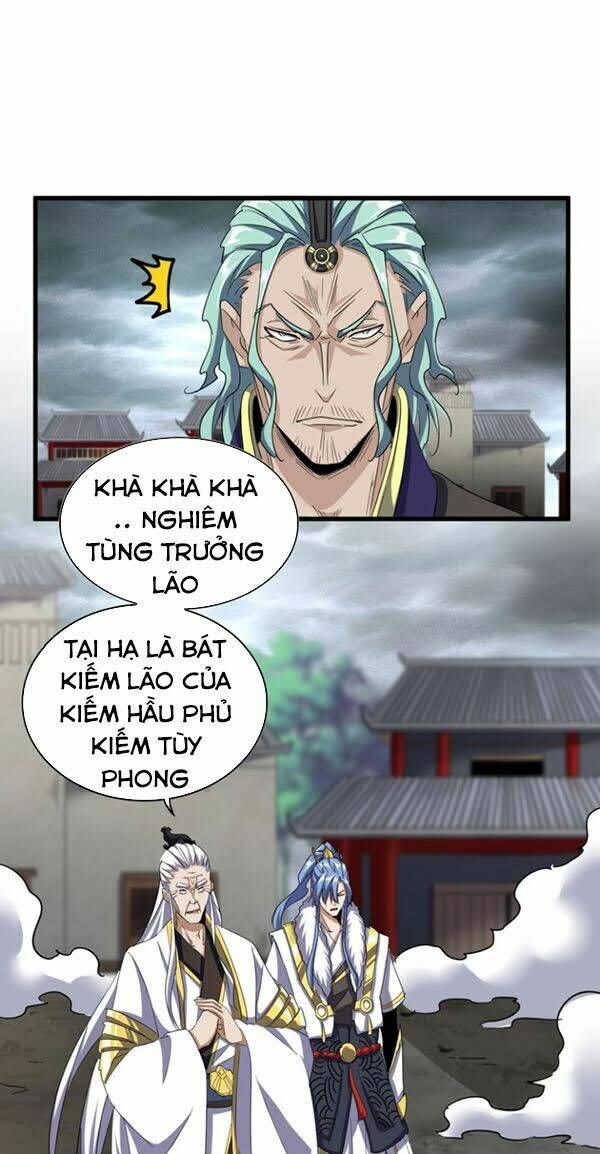 KHÀ KHÀ KHÀ
.. NGHIÊM
TÙNG TRƯỞNG
LÃO
TẠI HẠ LÀ BÁT
KIẾM LÃO CỦA
KIẾM HẦU PHỦ
KIẾM TÙY
PHONG